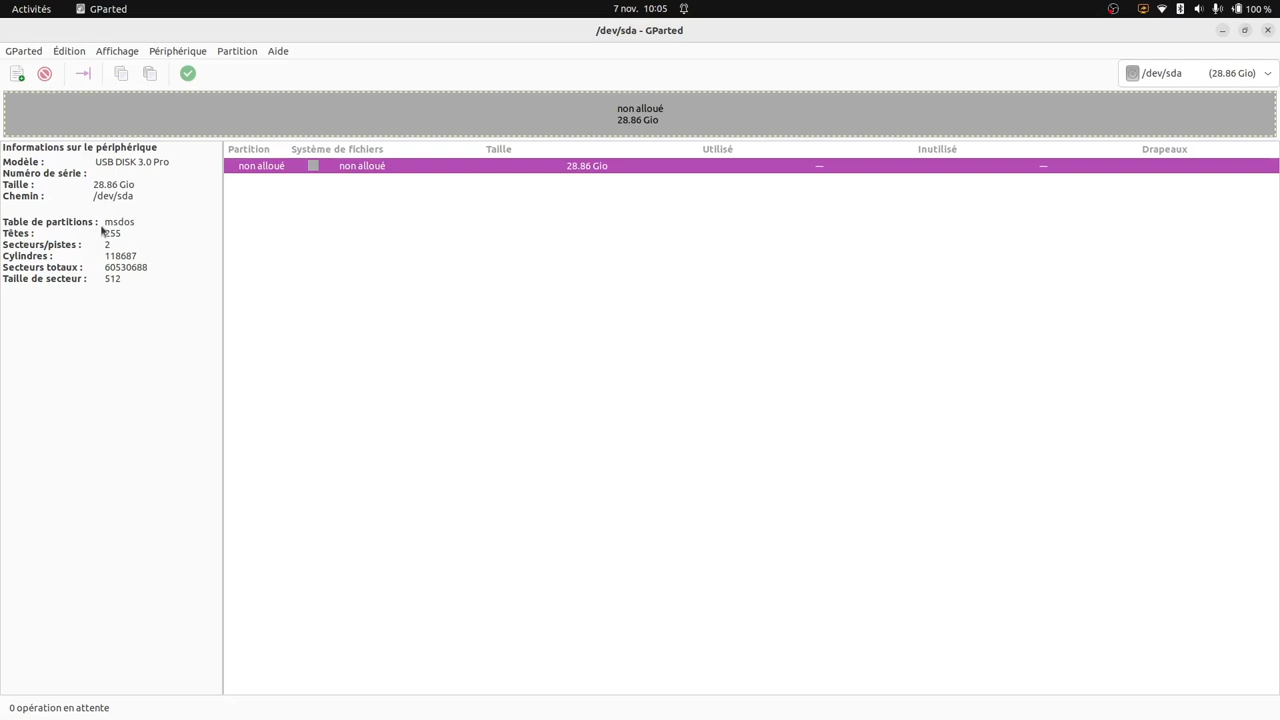 Activités GParted 7 nov. 10:05 100 %
/dev/sda - GParted
GParted Édition Affichage Périphérique Partition Aide
/dev/sda (28.86 Gio)
non alloué
28.86 Gio
Informations sur le périphérique
Modèle : USB DISK 3.0 Pro
Numéro de série :
Taille : 28.86 Gio
Chemin : /dev/sda
Table de partitions : msdos
Têtes : 255
Secteurs/pistes : 2
Cylindres : 118687
Secteurs totaux : 60530688
Taille de secteur : 512
Partition Système de fichiers Taille Utilisé Inutilisé Drapeaux
non alloué non alloué 28.86 Gio — —
0 opération en attente